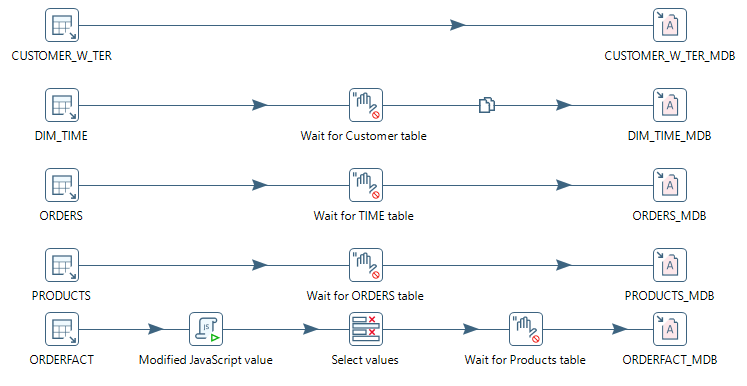 CUSTOMER_W_TER
CUSTOMER_W_TER_MDB
DIM_TIME
Wait for Customer table
DIM_TIME_MDB
ORDERS
Wait for TIME table
ORDERS_MDB
PRODUCTS
Wait for ORDERS table
PRODUCTS_MDB
JS
ORDERFACT
Modified JavaScript value
Select values
Wait for Products table
ORDERFACT_MDB
A
A
A
A
A